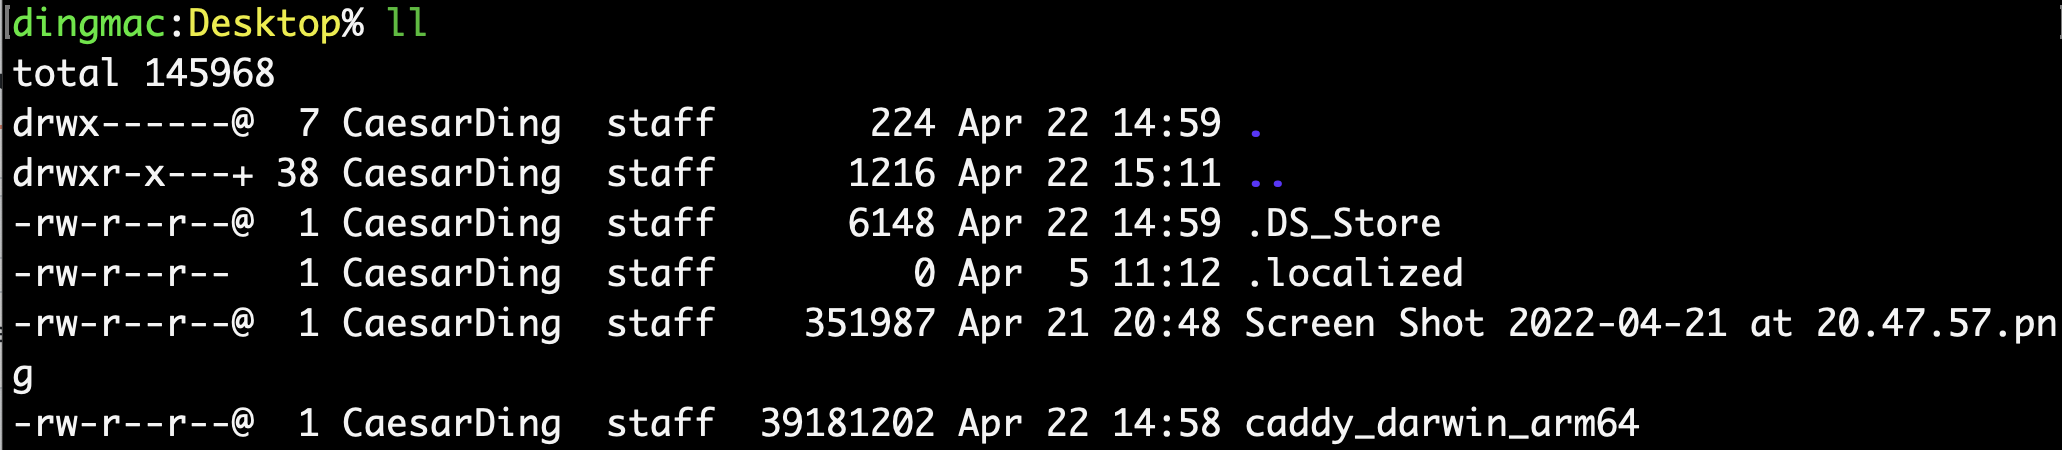 dingmac:Desktop% ll
total 145968
drwx------@  7 CaesarDing  staff       224 Apr 22 14:59 .
drwxr-x---+ 38 CaesarDing  staff      1216 Apr 22 15:11 ..
-rw-r--r--@  1 CaesarDing  staff      6148 Apr 22 14:59 .DS_Store
-rw-r--r--   1 CaesarDing  staff         0 Apr  5 11:12 .localized
-rw-r--r--@  1 CaesarDing  staff    351987 Apr 21 20:48 Screen Shot 2022-04-21 at 20.47.57.pn
g
-rw-r--r--@  1 CaesarDing  staff  39181202 Apr 22 14:58 caddy_darwin_arm64